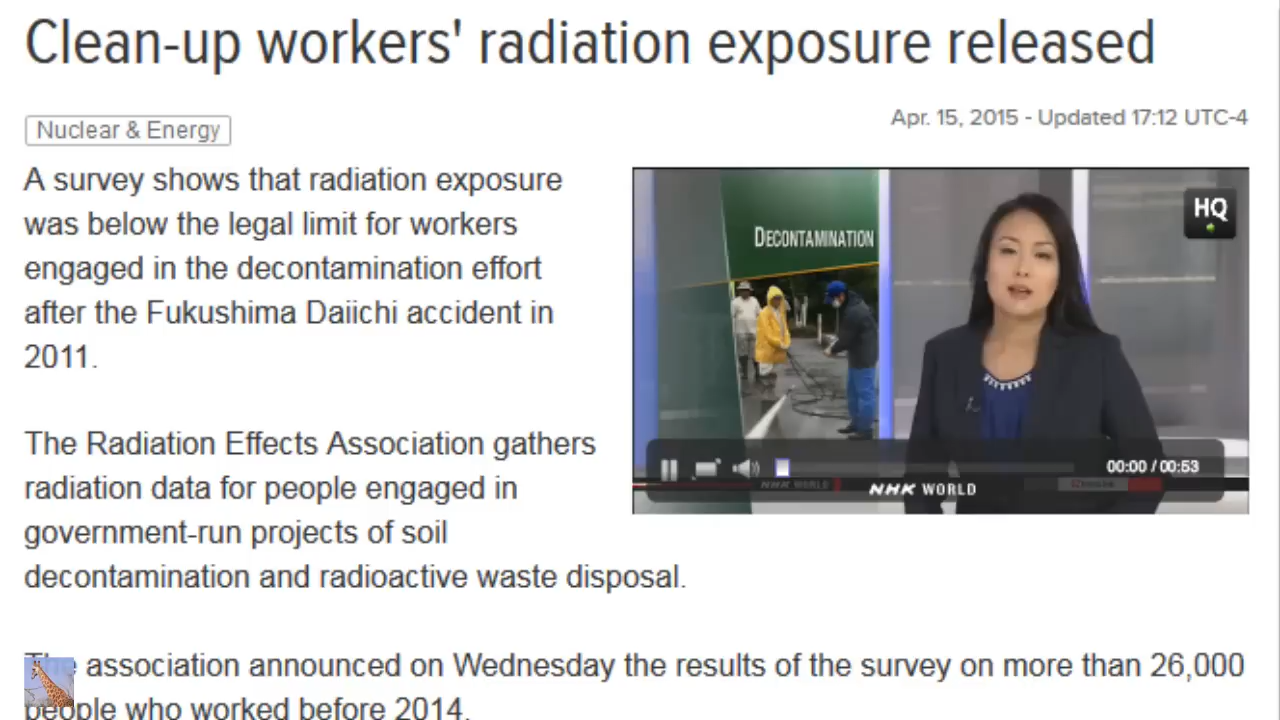 Clean-up workers' radiation exposure released
Nuclear & Energy
Apr. 15, 2015 - Updated 17:12 UTC-4
A survey shows that radiation exposure
was below the legal limit for workers
engaged in the decontamination effort
after the Fukushima Daiichi accident in
2011.
DECONTAMINATION
HQ
00:00 / 00:53
NHK WORLD
NHK WORLD
The Radiation Effects Association gathers
radiation data for people engaged in
government-run projects of soil
decontamination and radioactive waste disposal.
The association announced on Wednesday the results of the survey on more than 26,000
people who worked before 2014.